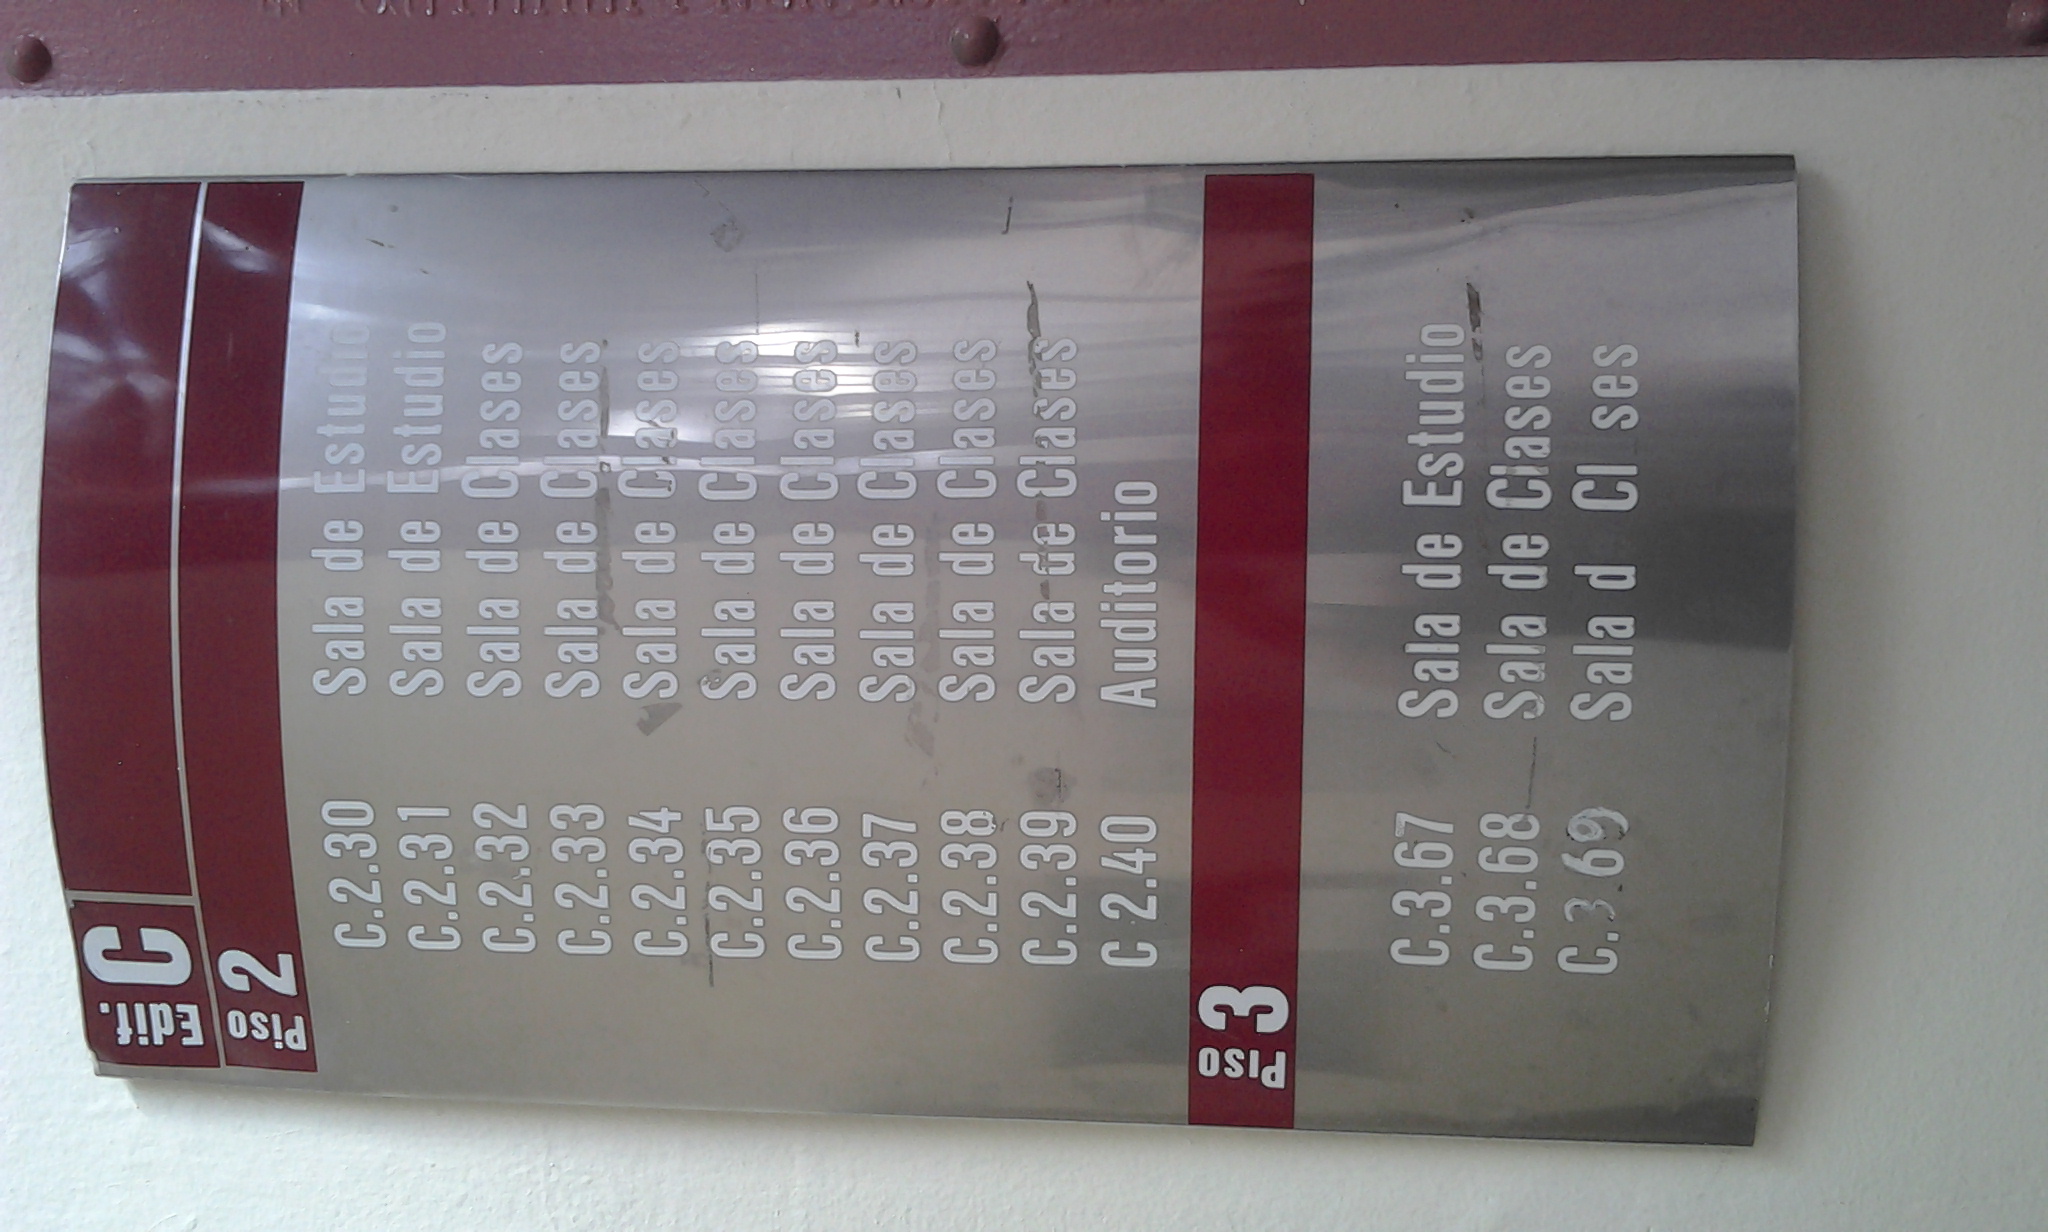 Edif. C
Piso 2
C.2.30 Sala de Estudio
C.2.31 Sala de Estudio
C.2.32 Sala de Clases
C.2.33 Sala de Clases
C.2.34 Sala de Clases
C.2.35 Sala de Clases
C.2.36 Sala de Clases
C.2.37 Sala de Clases
C.2.38 Sala de Clases
C.2.39 Sala de Clases
C 2.40 Auditorio
Piso 3
C.3.67 Sala de Estudio
C.3.68 Sala de Clases
C.3.69 Sala d Cl ses